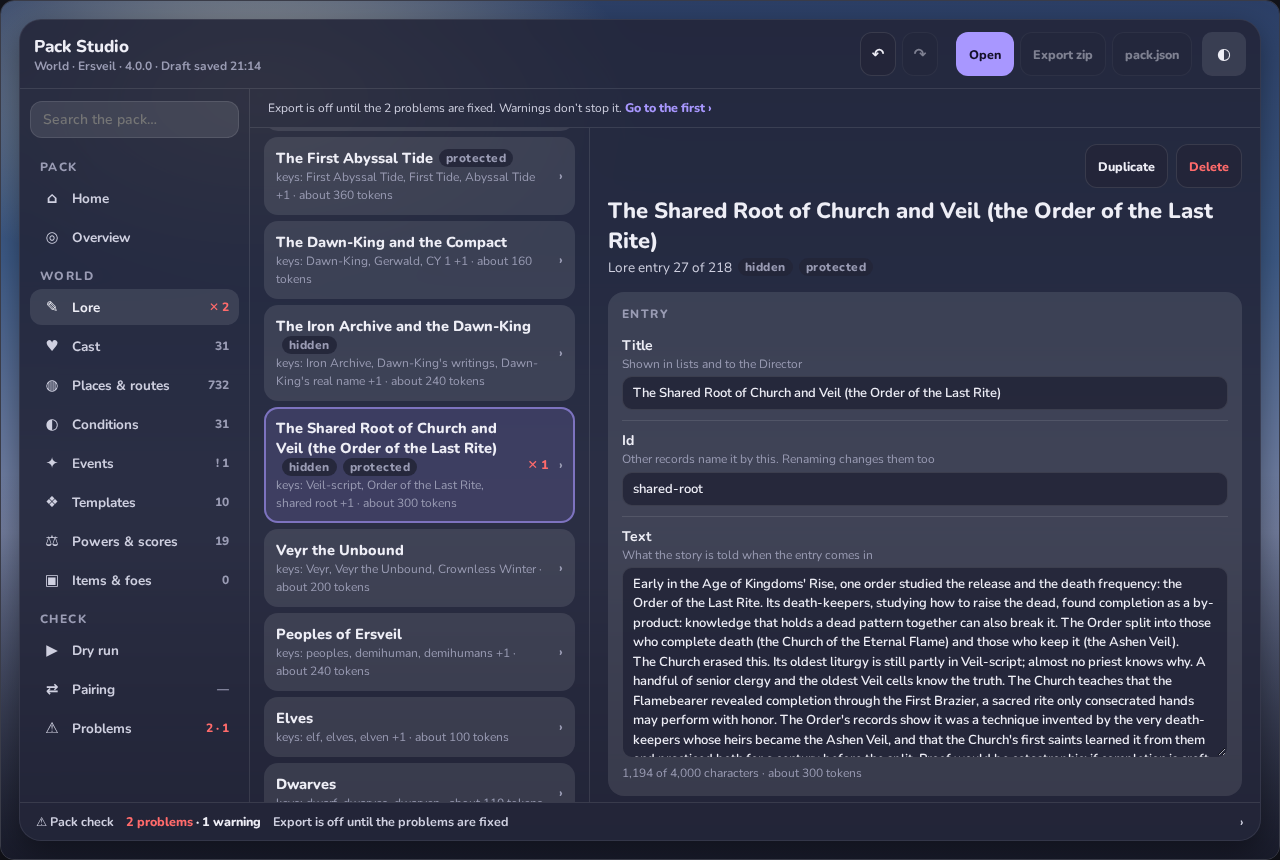 Pack Studio
World · Ersveil · 4.0.0 · Draft saved 21:14
Open
Export zip
pack.json
Search the pack...
PACK
Home
Overview
WORLD
Lore × 2
Cast 31
Places & routes 732
Conditions 31
Events ! 1
Templates 10
Powers & scores 19
Items & foes 0
CHECK
Dry run
Pairing —
Problems 2 · 1
Export is off until the 2 problems are fixed. Warnings don't stop it. Go to the first ›
The First Abyssal Tide protected
keys: First Abyssal Tide, First Tide, Abyssal Tide
+1 · about 360 tokens
›
The Dawn-King and the Compact
keys: Dawn-King, Gerwald, CY 1 +1 · about 160
tokens
›
The Iron Archive and the Dawn-King
hidden
keys: Iron Archive, Dawn-King's writings, Dawn-
King's real name +1 · about 240 tokens
›
The Shared Root of Church and
Veil (the Order of the Last Rite)
hidden protected
× 1 ›
keys: Veil-script, Order of the Last Rite,
shared root +1 · about 300 tokens
Veyr the Unbound
keys: Veyr, Veyr the Unbound, Crownless Winter ·
about 200 tokens
›
Peoples of Ersveil
keys: peoples, demihuman, demihumans +1 ·
about 240 tokens
›
Elves
keys: elf, elves, elven +1 · about 100 tokens
›
Dwarves
›
Duplicate
Delete
The Shared Root of Church and Veil (the Order of the Last
Rite)
Lore entry 27 of 218 hidden protected
ENTRY
Title
Shown in lists and to the Director
The Shared Root of Church and Veil (the Order of the Last Rite)
Id
Other records name it by this. Renaming changes them too
shared-root
Text
What the story is told when the entry comes in
Early in the Age of Kingdoms' Rise, one order studied the release and the death frequency: the
Order of the Last Rite. Its death-keepers, studying how to raise the dead, found completion as a by-
product: knowledge that holds a dead pattern together can also break it. The Order split into those
who complete death (the Church of the Eternal Flame) and those who keep it (the Ashen Veil).
The Church erased this. Its oldest liturgy is still partly in Veil-script; almost no priest knows why. A
handful of senior clergy and the oldest Veil cells know the truth. The Church teaches that the
Flamebearer revealed completion through the First Brazier, a sacred rite only consecrated hands
may perform with honor. The Order's records show it was a technique invented by the very death-
keepers whose heirs became the Ashen Veil, and that the Church's first saints learned it from them
1,194 of 4,000 characters · about 300 tokens
⚠ Pack check 2 problems · 1 warning Export is off until the problems are fixed ›